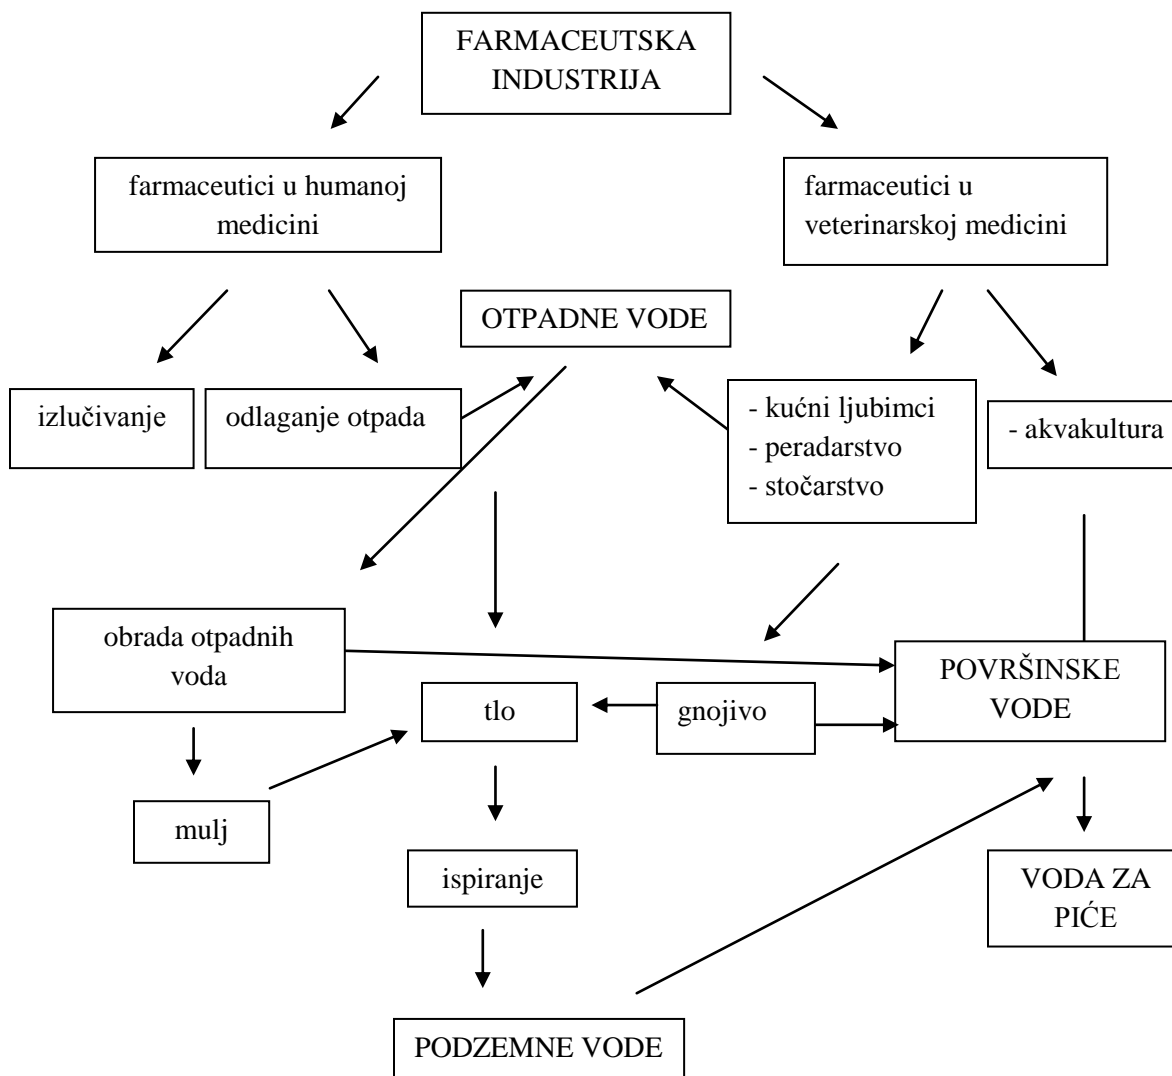 FARMACEUTSKA
INDUSTRIJA
farmaceutici u humanoj
medicini
farmaceutici u
veterinarskoj medicini
OTPADNE VODE
izlučivanje
odlaganje otpada
- kućni ljubimci
- peradarstvo
- stočarstvo
- akvakultura
obrada otpadnih
voda
tlo
gnojivo
POVRŠINSKE
VODE
mulj
ispiranje
VODA ZA
PIĆE
PODZEMNE VODE